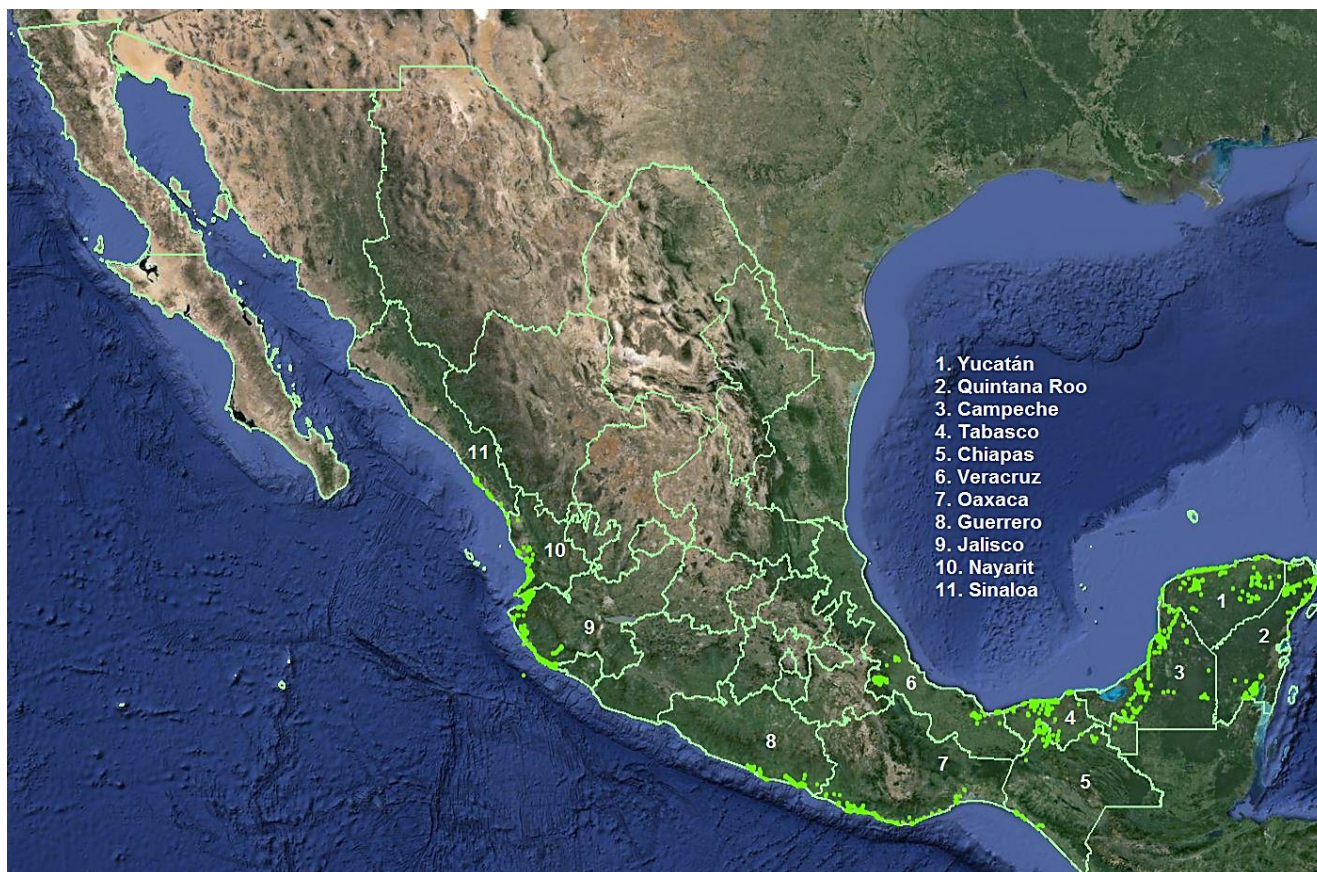 1. Yucatán
2. Quintana Roo
3. Campeche
4. Tabasco
5. Chiapas
6. Veracruz
7. Oaxaca
8. Guerrero
9. Jalisco
10. Nayarit
11. Sinaloa
11
10
9
8
7
6
5
4
3
2
1